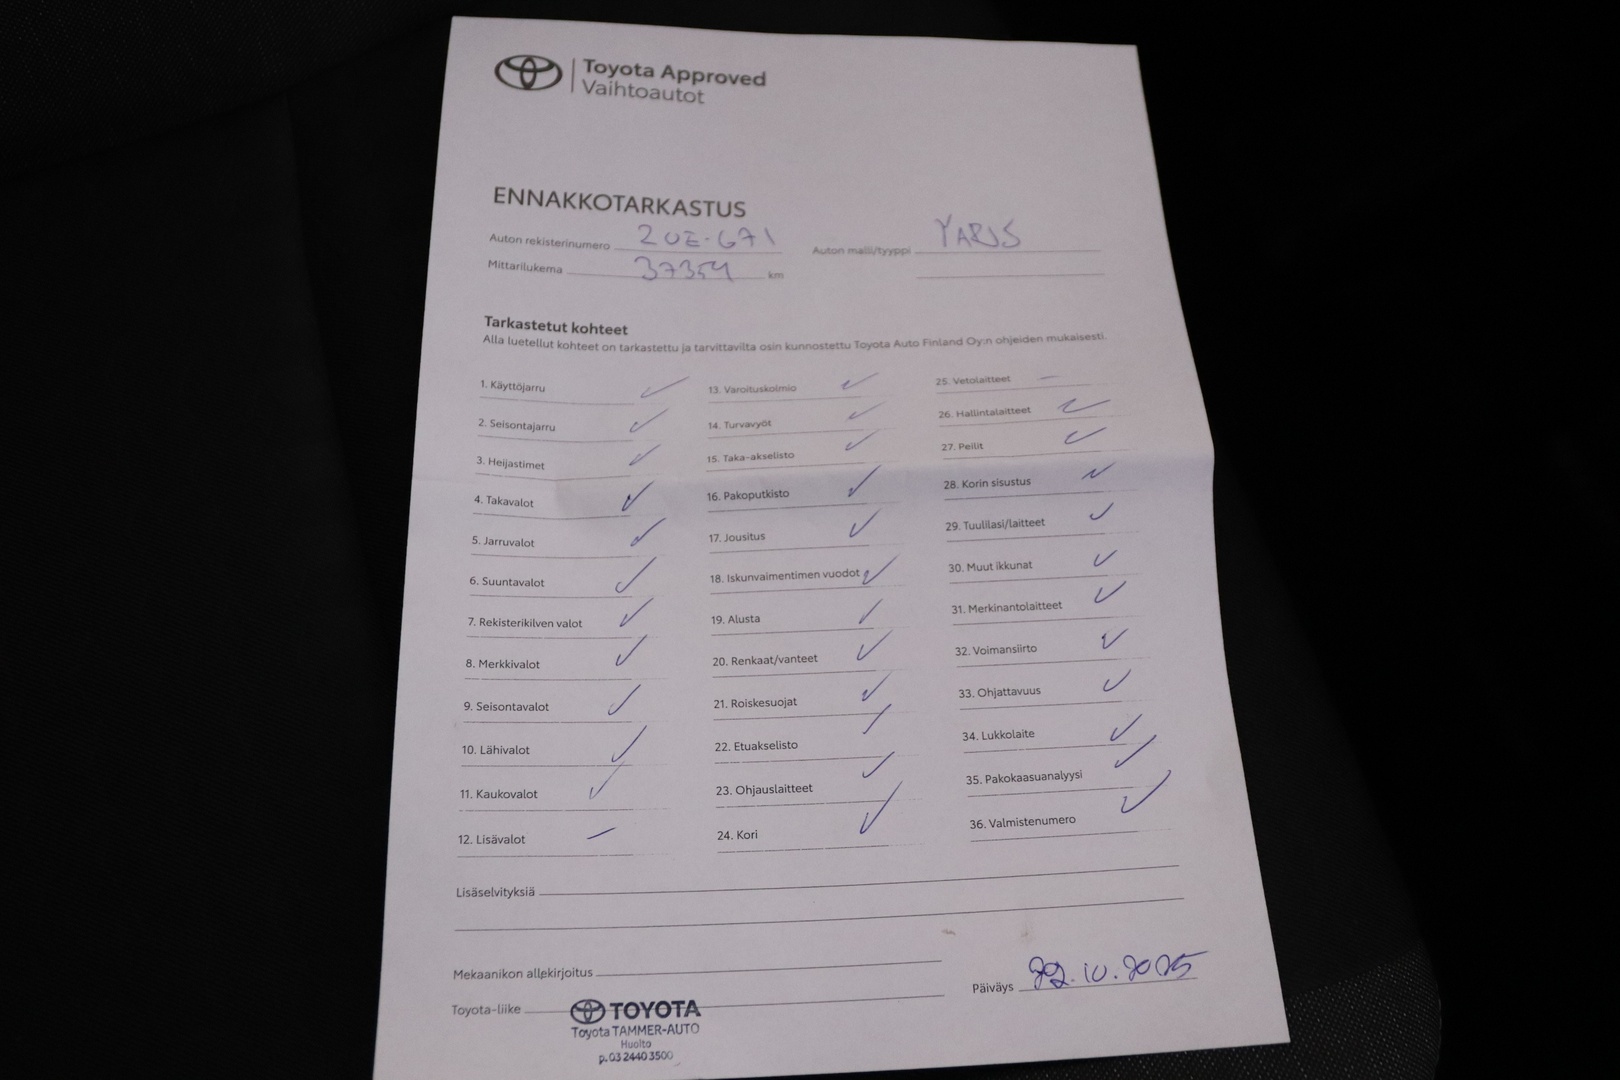 Toyota Approved
Vaihtoautot
ENNAKKOTARKASTUS
Auton rekisterinumero ZUE-671 Auton malli/tyyppi YARIS
Mittarilukema 37354 km
Tarkastetut kohteet
Alla luetellut kohteet on tarkastettu ja tarvittavilta osin kunnostettu Toyota Auto Finland Oy:n ohjeiden mukaisesti.
1. Käyttöjarru ✓ 13. Varoituskolmio ✓ 25. Vetolaitteet –
2. Seisontajarru ✓ 14. Turvavyöt ✓ 26. Hallintalaitteet ✓
3. Heijastimet ✓ 15. Taka-akselisto ✓ 27. Peilit ✓
4. Takavalot ✓ 16. Pakoputkisto ✓ 28. Korin sisustus ✓
5. Jarruvalot ✓ 17. Jousitus ✓ 29. Tuulilasi/laitteet ✓
6. Suuntavalot ✓ 18. Iskunvaimentimen vuodot ✓ 30. Muut ikkunat ✓
7. Rekisterikilven valot ✓ 19. Alusta ✓ 31. Merkinantolaitteet ✓
8. Merkkivalot ✓ 20. Renkaat/vanteet ✓ 32. Voimansiirto ✓
9. Seisontavalot ✓ 21. Roiskesuojat ✓ 33. Ohjattavuus ✓
10. Lähivalot ✓ 22. Etuakselisto ✓ 34. Lukkolaite ✓
11. Kaukovalot ✓ 23. Ohjauslaitteet ✓ 35. Pakokaasuanalyysi ✓
12. Lisävalot – 24. Kori ✓ 36. Valmistenumero ✓
Lisäselvityksiä
Mekaanikon allekirjoitus
Päiväys 22.10.2025
Toyota-liike TOYOTA
Toyota TAMMER-AUTO
Huolto
p. 03 2440 3500